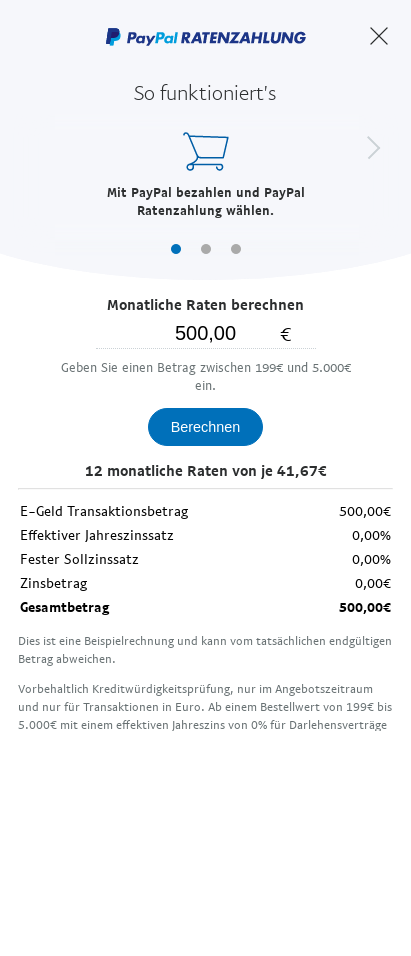 PayPal RATENZAHLUNG
So funktioniert's
Mit PayPal bezahlen und PayPal
Ratenzahlung wählen.
Monatliche Raten berechnen
500,00 €
Geben Sie einen Betrag zwischen 199€ und 5.000€
ein.
Berechnen
12 monatliche Raten von je 41,67€
E-Geld Transaktionsbetrag 500,00€
Effektiver Jahreszinssatz 0,00%
Fester Sollzinssatz 0,00%
Zinsbetrag 0,00€
Gesamtbetrag 500,00€
Dies ist eine Beispielrechnung und kann vom tatsächlichen endgültigen
Betrag abweichen.
Vorbehaltlich Kreditwürdigkeitsprüfung, nur im Angebotszeitraum
und nur für Transaktionen in Euro. Ab einem Bestellwert von 199€ bis
5.000€ mit einem effektiven Jahreszins von 0% für Darlehensverträge